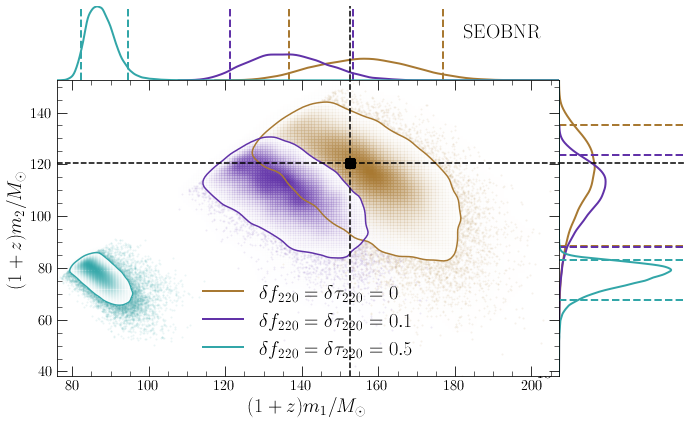 SEOBNR
140
120
100
80
60
40
(1 + z)m₂/M☉
δf₂₂₀ = δτ₂₂₀ = 0
δf₂₂₀ = δτ₂₂₀ = 0.1
δf₂₂₀ = δτ₂₂₀ = 0.5
80 100 120 140 160 180 200
(1 + z)m₁/M☉